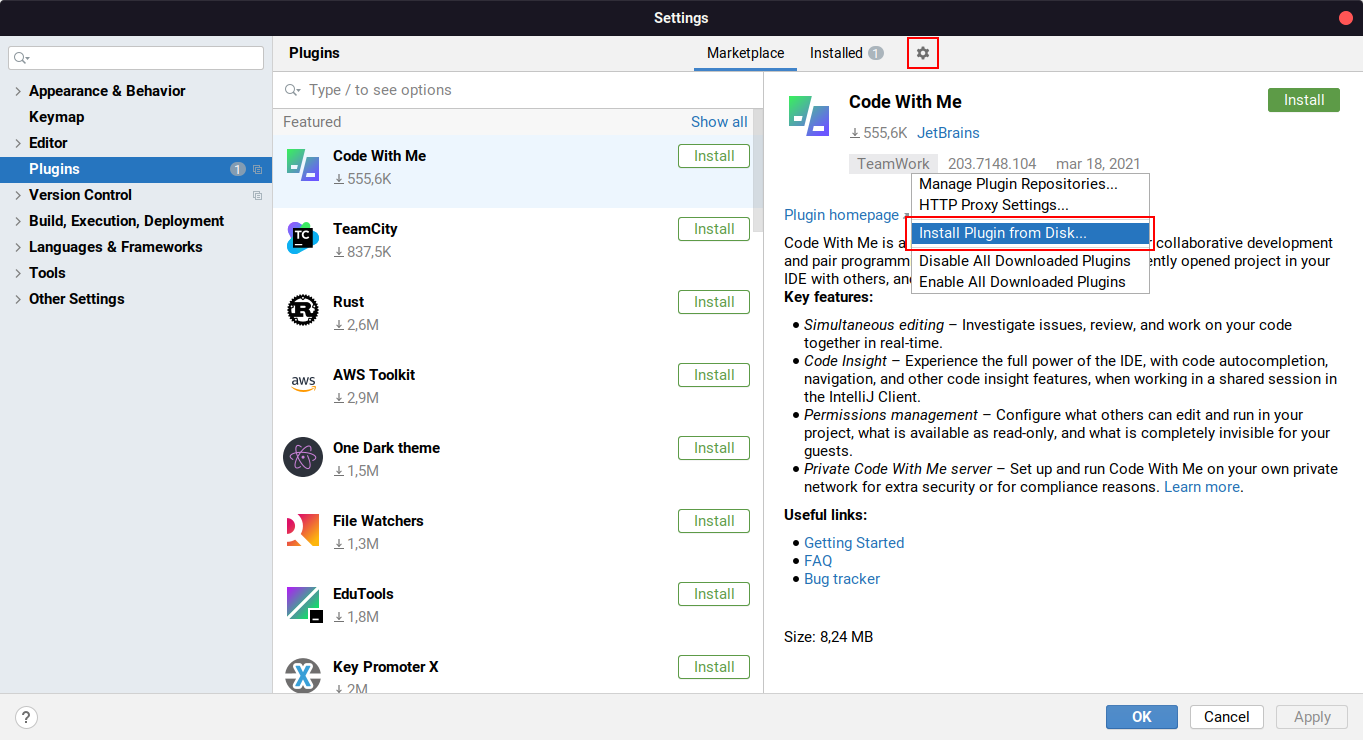 Settings
Appearance & Behavior
Keymap
Editor
Plugins 1
Version Control
Build, Execution, Deployment
Languages & Frameworks
Tools
Other Settings
Plugins
Marketplace
Installed 1
Type / to see options
Featured
Show all
Code With Me
555,6K
Install
TeamCity
TC
837,5K
Install
Rust
R
2,6M
Install
AWS Toolkit
aws
2,9M
Install
One Dark theme
1,5M
Install
File Watchers
1,3M
Install
EduTools
1,8M
Install
Key Promoter X
X
2M
Install
Code With Me
Install
555,6K JetBrains
TeamWork 203.7148.104 mar 18, 2021
Manage Plugin Repositories...
HTTP Proxy Settings...
Install Plugin from Disk...
Disable All Downloaded Plugins
Enable All Downloaded Plugins
Plugin homepage
Code With Me is a collaborative development
and pair programm ently opened project in your
IDE with others, an
Key features:
• Simultaneous editing – Investigate issues, review, and work on your code
together in real-time.
• Code Insight – Experience the full power of the IDE, with code autocompletion,
navigation, and other code insight features, when working in a shared session in
the IntelliJ Client.
• Permissions management – Configure what others can edit and run in your
project, what is available as read-only, and what is completely invisible for your
guests.
• Private Code With Me server – Set up and run Code With Me on your own private
network for extra security or for compliance reasons. Learn more.
Useful links:
• Getting Started
• FAQ
• Bug tracker
Size: 8,24 MB
?
OK
Cancel
Apply